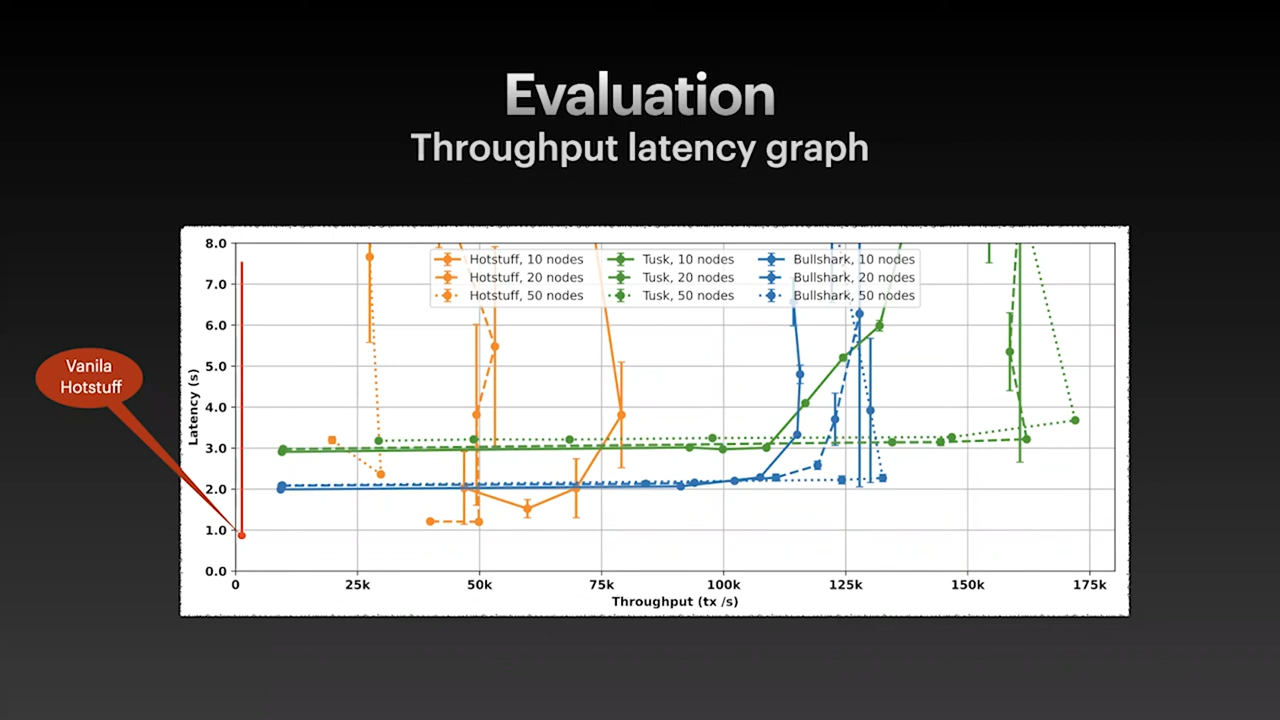 Evaluation
Throughput latency graph
Vanila
Hotstuff
Latency (s)
8.0
7.0
6.0
5.0
4.0
3.0
2.0
1.0
0.0
Hotstuff, 10 nodes
Hotstuff, 20 nodes
Hotstuff, 50 nodes
Tusk, 10 nodes
Tusk, 20 nodes
Tusk, 50 nodes
Bullshark, 10 nodes
Bullshark, 20 nodes
Bullshark, 50 nodes
0 25k 50k 75k 100k 125k 150k 175k
Throughput (tx /s)